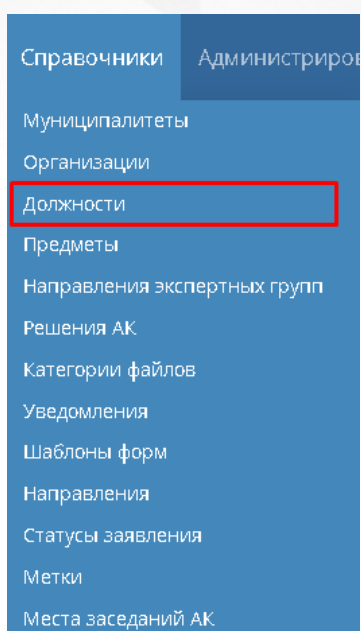 Справочники Администриров
Муниципалитеты
Организации
Должности
Предметы
Направления экспертных групп
Решения АК
Категории файлов
Уведомления
Шаблоны форм
Направления
Статусы заявления
Метки
Места заседаний АК